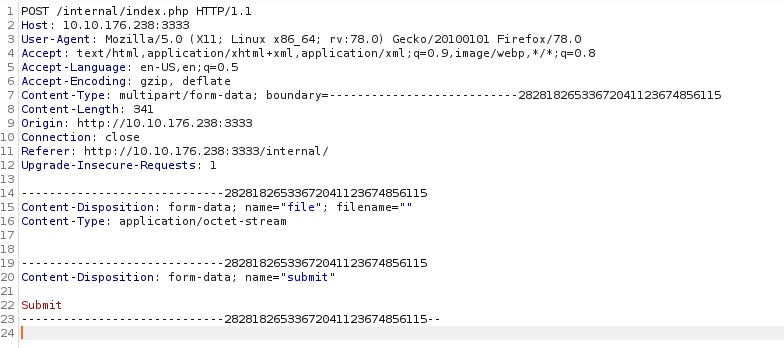 1 POST /internal/index.php HTTP/1.1
2 Host: 10.10.176.238:3333
3 User-Agent: Mozilla/5.0 (X11; Linux x86_64; rv:78.0) Gecko/20100101 Firefox/78.0
4 Accept: text/html,application/xhtml+xml,application/xml;q=0.9,image/webp,*/*;q=0.8
5 Accept-Language: en-US,en;q=0.5
6 Accept-Encoding: gzip, deflate
7 Content-Type: multipart/form-data; boundary=---------------------------28281826533672041123674856115
8 Content-Length: 341
9 Origin: http://10.10.176.238:3333
10 Connection: close
11 Referer: http://10.10.176.238:3333/internal/
12 Upgrade-Insecure-Requests: 1
13
14 -----------------------------28281826533672041123674856115
15 Content-Disposition: form-data; name="file"; filename=""
16 Content-Type: application/octet-stream
17
18
19 -----------------------------28281826533672041123674856115
20 Content-Disposition: form-data; name="submit"
21
22 Submit
23 -----------------------------28281826533672041123674856115--
24